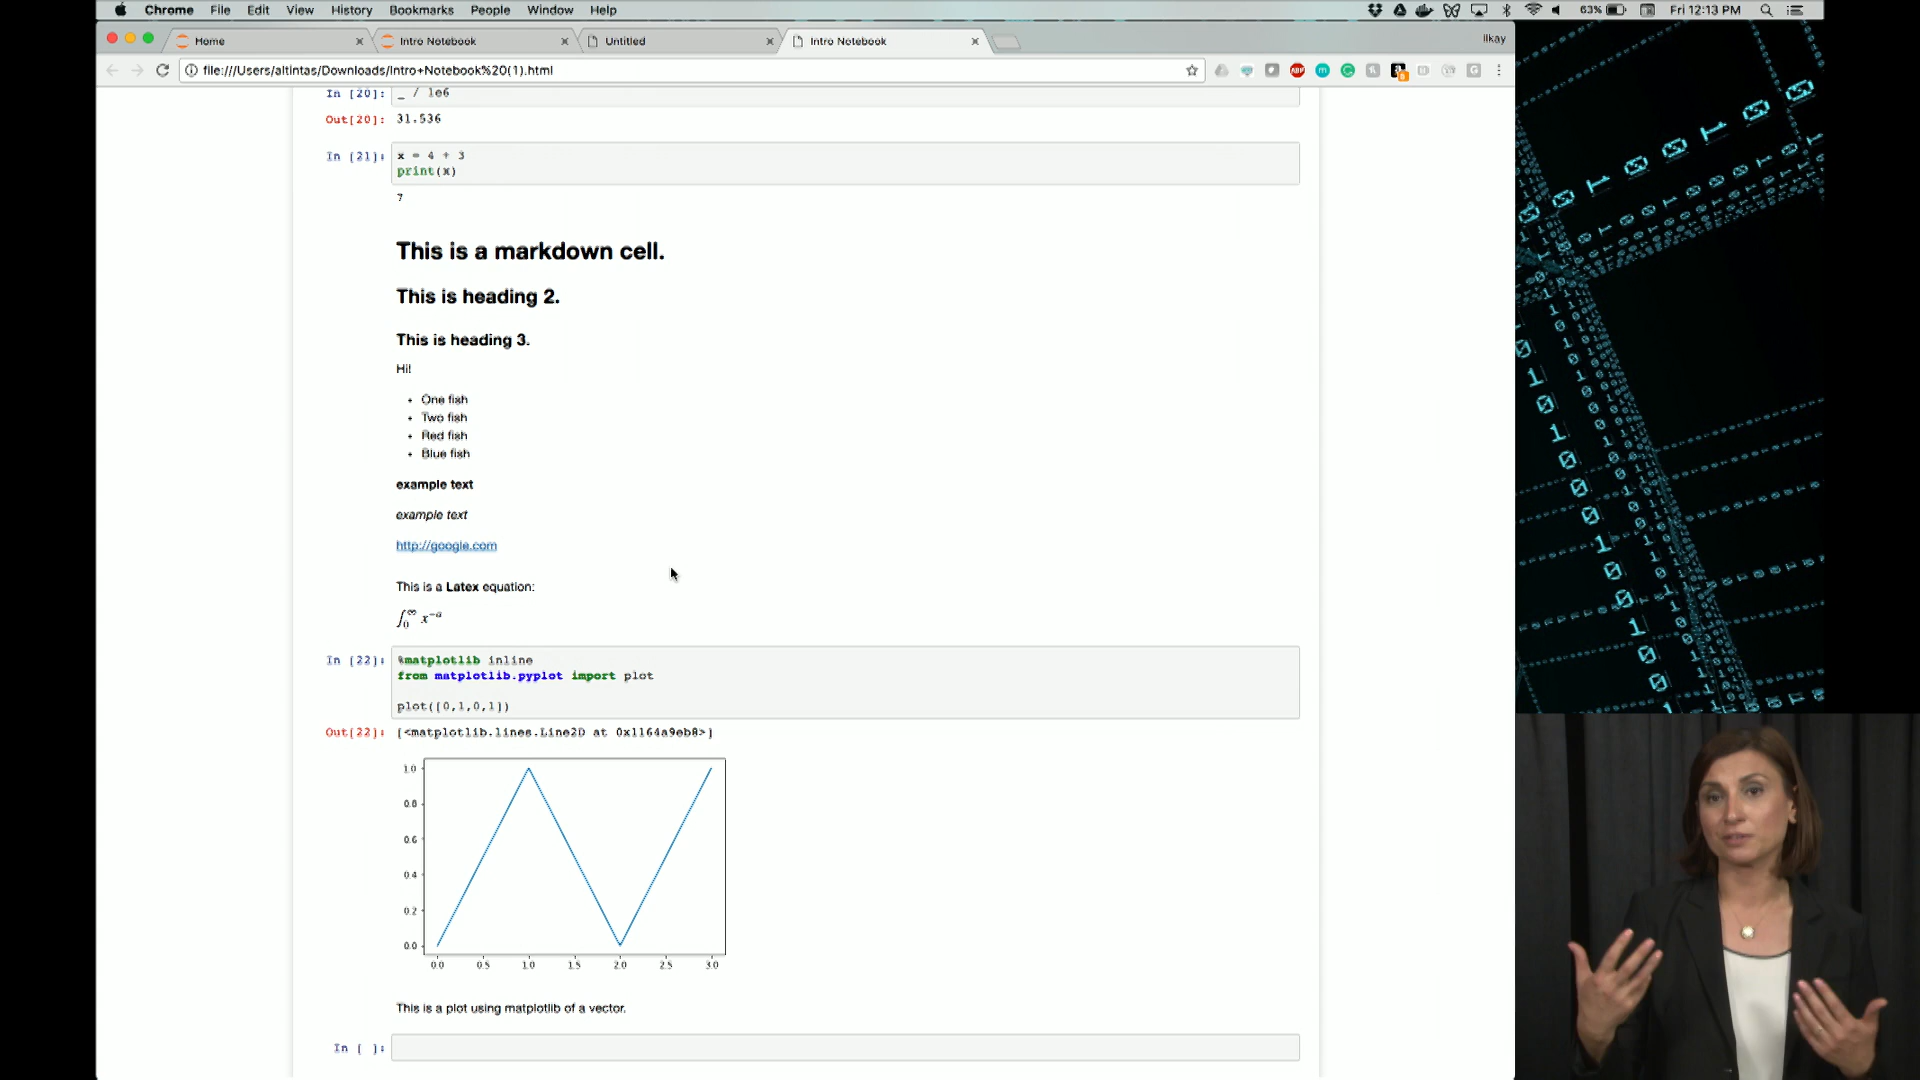 Chrome File Edit View History Bookmarks People Window Help 63% Fri 12:13 PM
Home Intro Notebook Untitled Intro Notebook Ilkay
file:///Users/altintas/Downloads/Intro+Notebook%20(1).html
In [20]: _ / 1e6
Out[20]: 31.536
In [21]: x = 4 + 3
print(x)
7
This is a markdown cell.
This is heading 2.
This is heading 3.
Hi!
One fish
Two fish
Red fish
Blue fish
example text
example text
http://google.com
This is a Latex equation:
∫₀^∞ x^−α
In [22]: %matplotlib inline
from matplotlib.pyplot import plot
plot([0,1,0,1])
Out[22]: [<matplotlib.lines.Line2D at 0x1164a9eb8>]
1.0
0.8
0.6
0.4
0.2
0.0
0.0 0.5 1.0 1.5 2.0 2.5 3.0
This is a plot using matplotlib of a vector.
In [ ]: